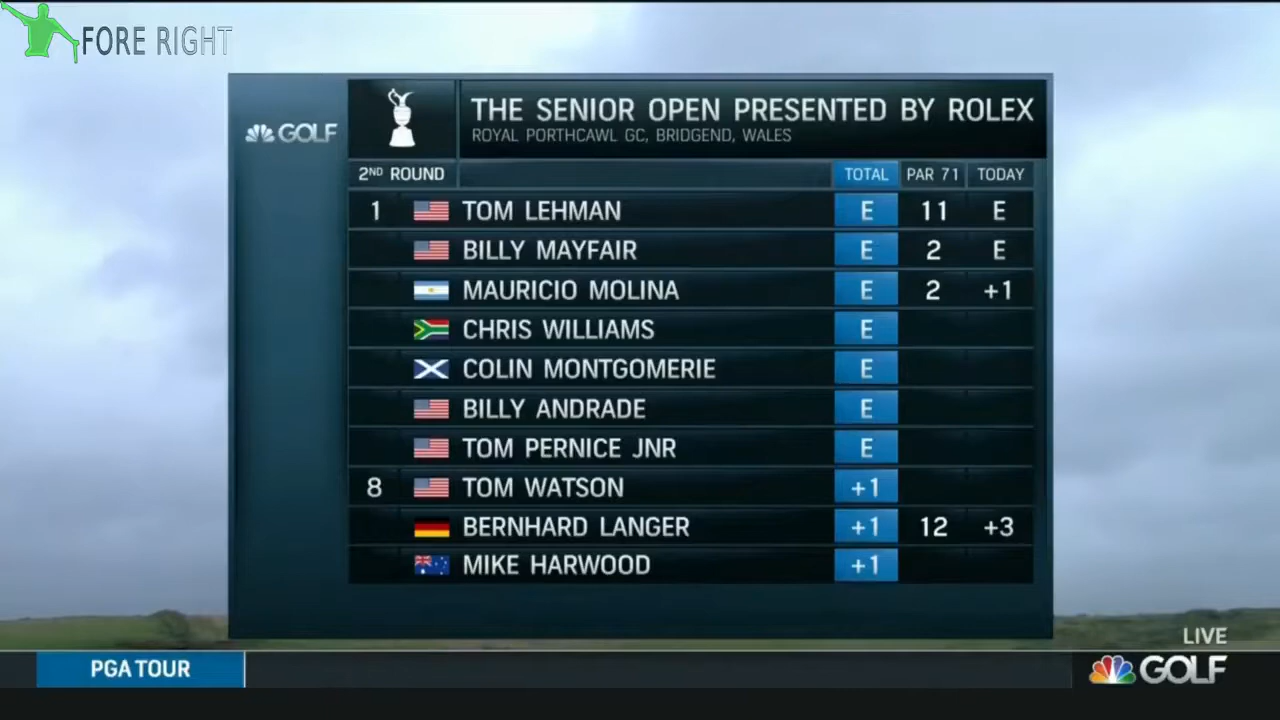 FORE RIGHT
GOLF
THE SENIOR OPEN PRESENTED BY ROLEX
ROYAL PORTHCAWL GC, BRIDGEND, WALES
2ND ROUND TOTAL PAR 71 TODAY
1 TOM LEHMAN E 11 E
BILLY MAYFAIR E 2 E
MAURICIO MOLINA E 2 +1
CHRIS WILLIAMS E
COLIN MONTGOMERIE E
BILLY ANDRADE E
TOM PERNICE JNR E
8 TOM WATSON +1
BERNHARD LANGER +1 12 +3
MIKE HARWOOD +1
LIVE
PGA TOUR
GOLF